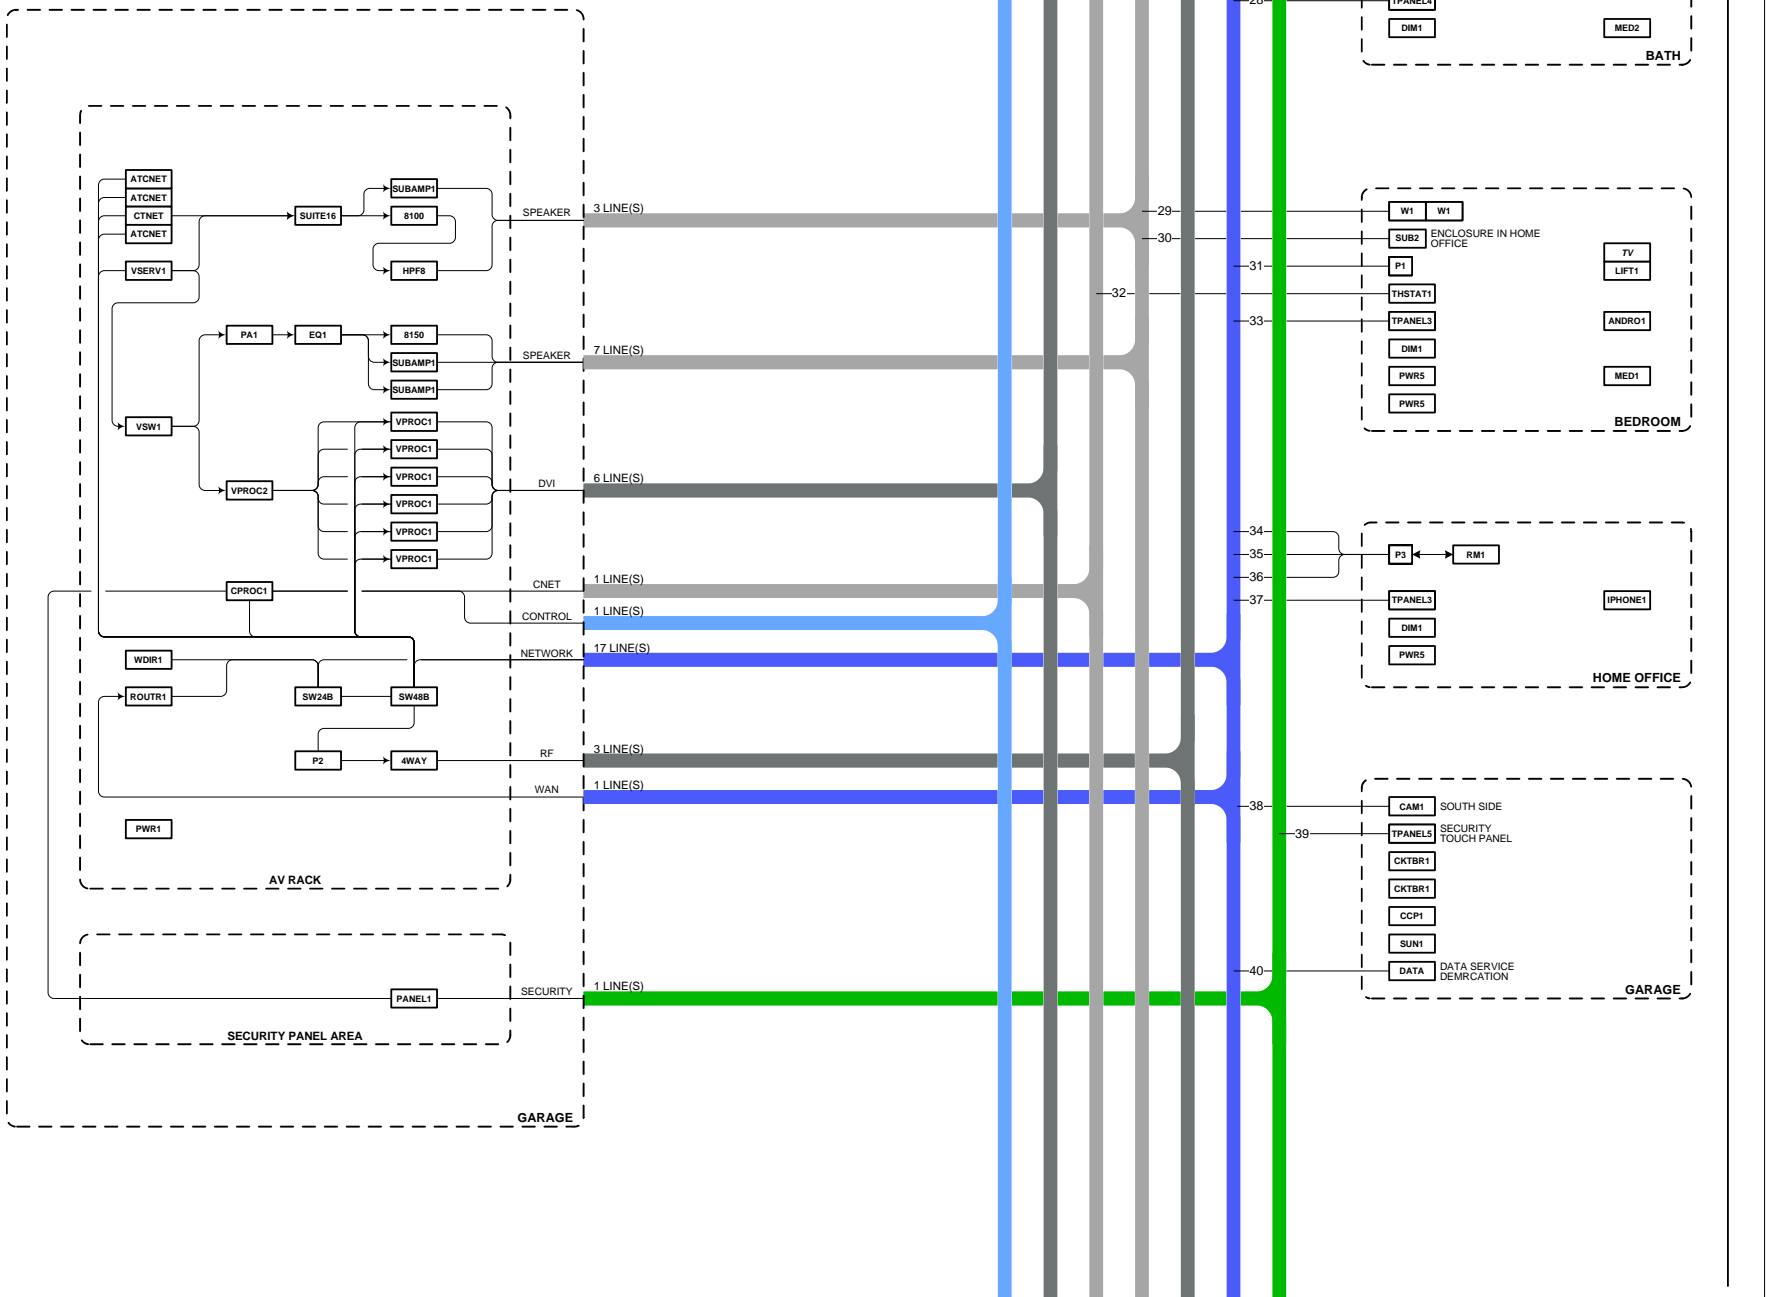 28
TPANEL4
DIM1
MED2
BATH
ATCNET
ATCNET
CTNET
ATCNET
VSERV1
SUITE16
SUBAMP1
8100
HPF8
SPEAKER
3 LINE(S)
PA1
EQ1
8150
SUBAMP1
SUBAMP1
SPEAKER
7 LINE(S)
VSW1
VPROC2
VPROC1
VPROC1
VPROC1
VPROC1
VPROC1
VPROC1
DVI
6 LINE(S)
CPROC1
CNET
1 LINE(S)
CONTROL
1 LINE(S)
WDIR1
NETWORK
17 LINE(S)
ROUTR1
SW24B
SW48B
P2
4WAY
RF
3 LINE(S)
WAN
1 LINE(S)
PWR1
AV RACK
PANEL1
SECURITY
1 LINE(S)
SECURITY PANEL AREA
GARAGE
29
W1
W1
30
SUB2
ENCLOSURE IN HOME
OFFICE
TV
LIFT1
31
P1
32
THSTAT1
33
TPANEL3
ANDRO1
DIM1
PWR5
MED1
PWR5
BEDROOM
34
35
36
P3
RM1
37
TPANEL3
IPHONE1
DIM1
PWR5
HOME OFFICE
38
CAM1
SOUTH SIDE
39
TPANEL5
SECURITY
TOUCH PANEL
CKTBR1
CKTBR1
CCP1
SUN1
40
DATA
DATA SERVICE
DEMRCATION
GARAGE